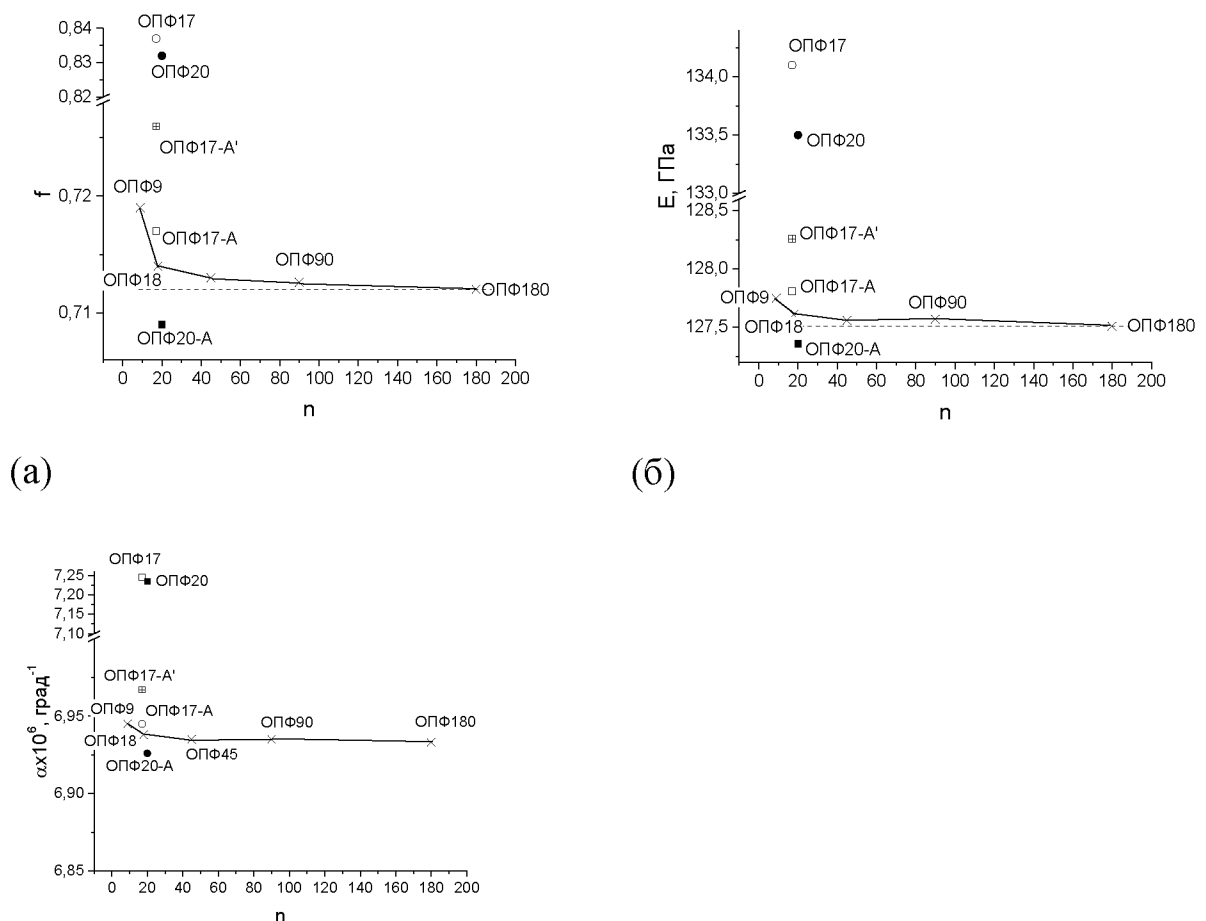 0,84
0,83
0,82
0,72
0,71
f
ОПФ17
ОПФ20
ОПФ17-А'
ОПФ9
ОПФ17-А
ОПФ18
ОПФ90
ОПФ180
ОПФ20-А
0 20 40 60 80 100 120 140 160 180 200
n
(а)
134,0
133,5
133,0
128,5
128,0
127,5
E, ГПа
ОПФ17
ОПФ20
ОПФ17-А'
ОПФ17-А
ОПФ9
ОПФ18
ОПФ90
ОПФ180
ОПФ20-А
0 20 40 60 80 100 120 140 160 180 200
n
(б)
7,25
7,20
7,15
7,10
6,95
6,90
6,85
αx10⁶, град⁻¹
ОПФ17
ОПФ20
ОПФ17-А'
ОПФ9
ОПФ17-А
ОПФ18
ОПФ90
ОПФ180
ОПФ45
ОПФ20-А
0 20 40 60 80 100 120 140 160 180 200
n